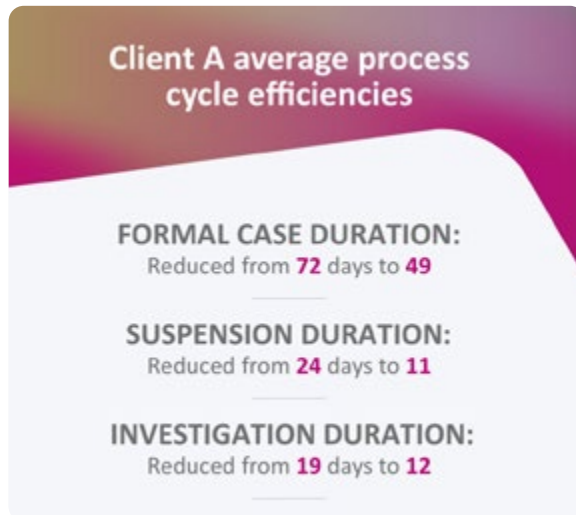 Client A average process
cycle efficiencies
FORMAL CASE DURATION:
Reduced from 72 days to 49
SUSPENSION DURATION:
Reduced from 24 days to 11
INVESTIGATION DURATION:
Reduced from 19 days to 12